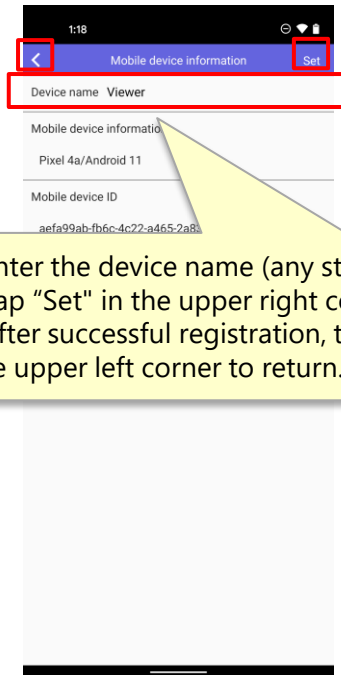 1:18
Mobile device information Set
Device name Viewer
Mobile device informatio
Pixel 4a/Android 11
Mobile device ID
aefa99ab-fb6c-4c22-a465-2a8
nter the device name (any st
ap “Set" in the upper right co
fter successful registration, t
e upper left corner to return.